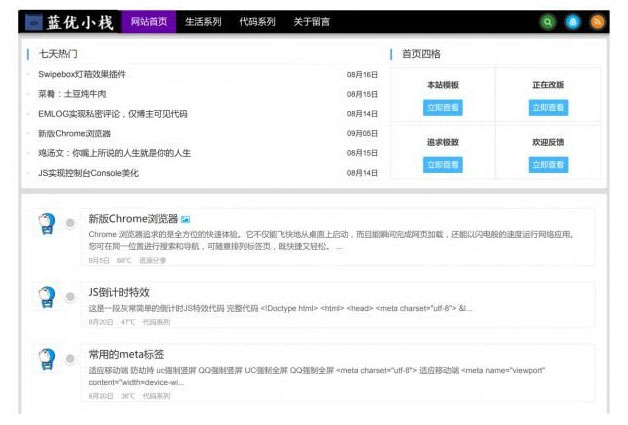 蓝优小栈 网站首页 生活系列 代码系列 关于留言
七天热门
Swipebox灯箱效果插件 08月16日
菜肴：土豆炖牛肉 08月15日
EMLOG实现私密评论，仅博主可见代码 08月14日
新版Chrome浏览器 09月05日
鸡汤文：你嘴上所说的人生就是你的人生 08月15日
JS实现控制台Console美化 08月14日
首页四格
本站模板 正在改版
立即查看 立即查看
追求极致 欢迎反馈
立即查看 立即查看
新版Chrome浏览器
Chrome 浏览器追求的是全方位的快速体验。它不仅能飞快地从桌面上启动，而且能瞬间完成网页加载，还能以闪电般的速度运行网络应用。
您可在同一位置进行搜索和导航，可随意排列标签页，既快捷又轻松。 ...
9月5日 66℃ 资源分享
JS倒计时特效
这是一段灰常简单的倒计时JS特效代码 完整代码 <!Doctype html> <html> <head> <meta charset="utf-8"> &l...
8月20日 47℃ 代码系列
常用的meta标签
适应移动端 防劫持 uc强制竖屏 QQ强制竖屏 UC强制全屏 QQ强制全屏 <meta charset="utf-8"> 适应移动端 <meta name="viewport"
content="width=device-wi...
8月20日 36℃ 代码系列